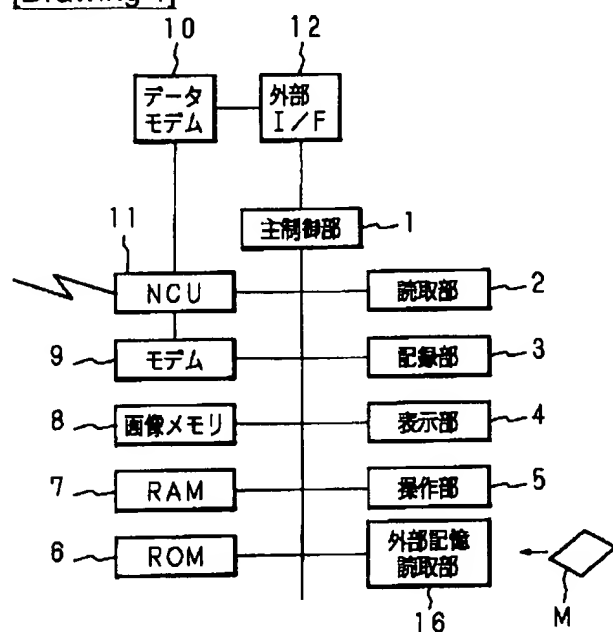 [Drawing 1]
10
12
データ
モデム
外部
I/F
11
主制御部
1
NCU
読取部
2
9
モデム
記録部
3
8
画像メモリ
表示部
4
7
RAM
操作部
5
6
ROM
外部記憶
読取部
16
M